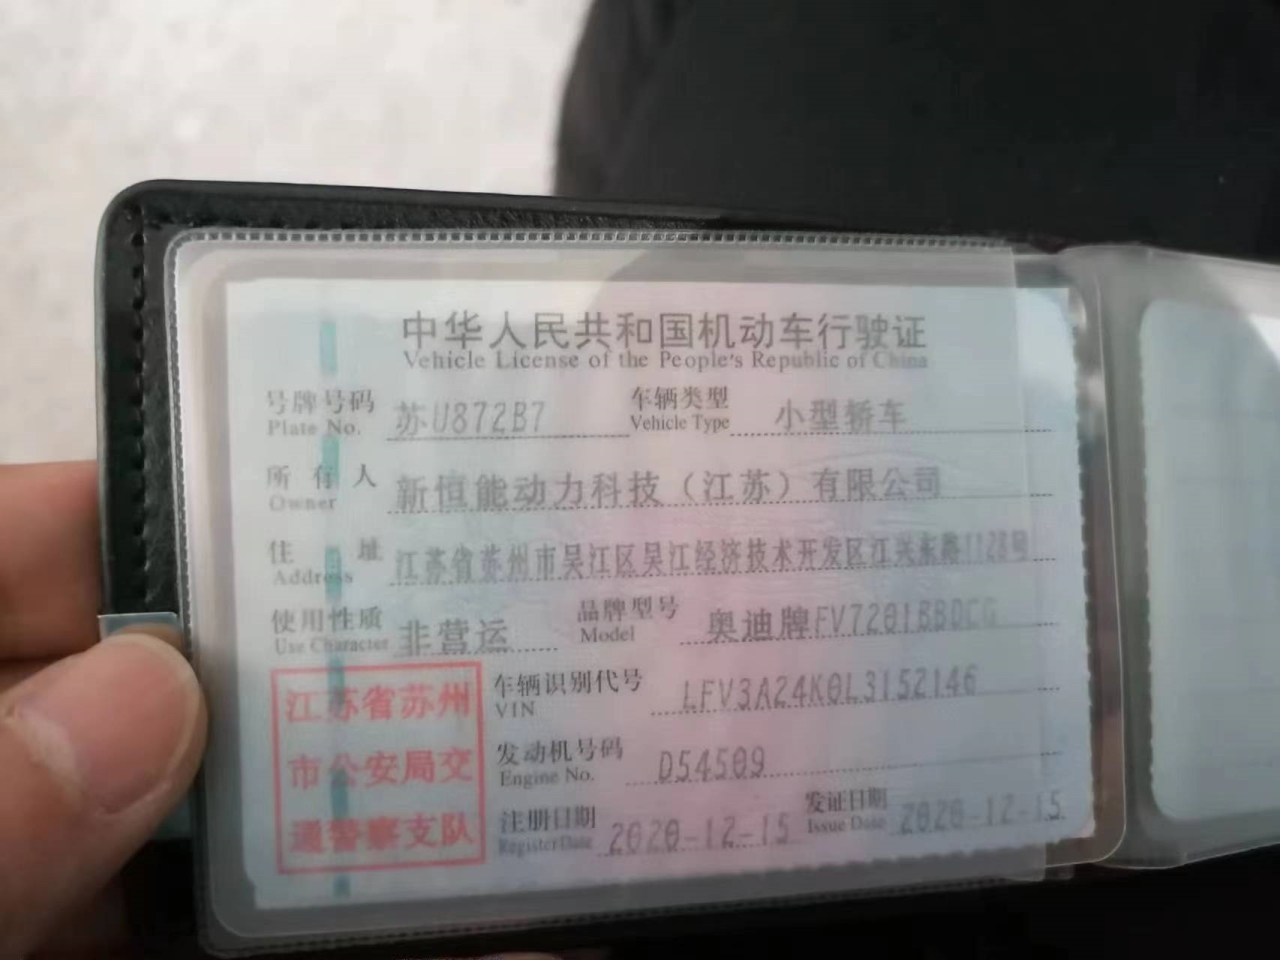 中华人民共和国机动车行驶证
Vehicle License of the People's Republic of China
号牌号码 苏U872B7 车辆类型 小型轿车
Plate No. Vehicle Type
所有人 新恒能动力科技（江苏）有限公司
Owner
住址 江苏省苏州市吴江区吴江经济技术开发区江兴东路1128号
Address
使用性质 非营运 品牌型号 奥迪牌FV7201BBDCG
Use Character Model
江苏省苏州
市公安局交
通警察支队
车辆识别代号 LFV3A24K0L3152146
VIN
发动机号码 D54509
Engine No.
注册日期 2020-12-15 发证日期 2020-12-15
Register Date Issue Date